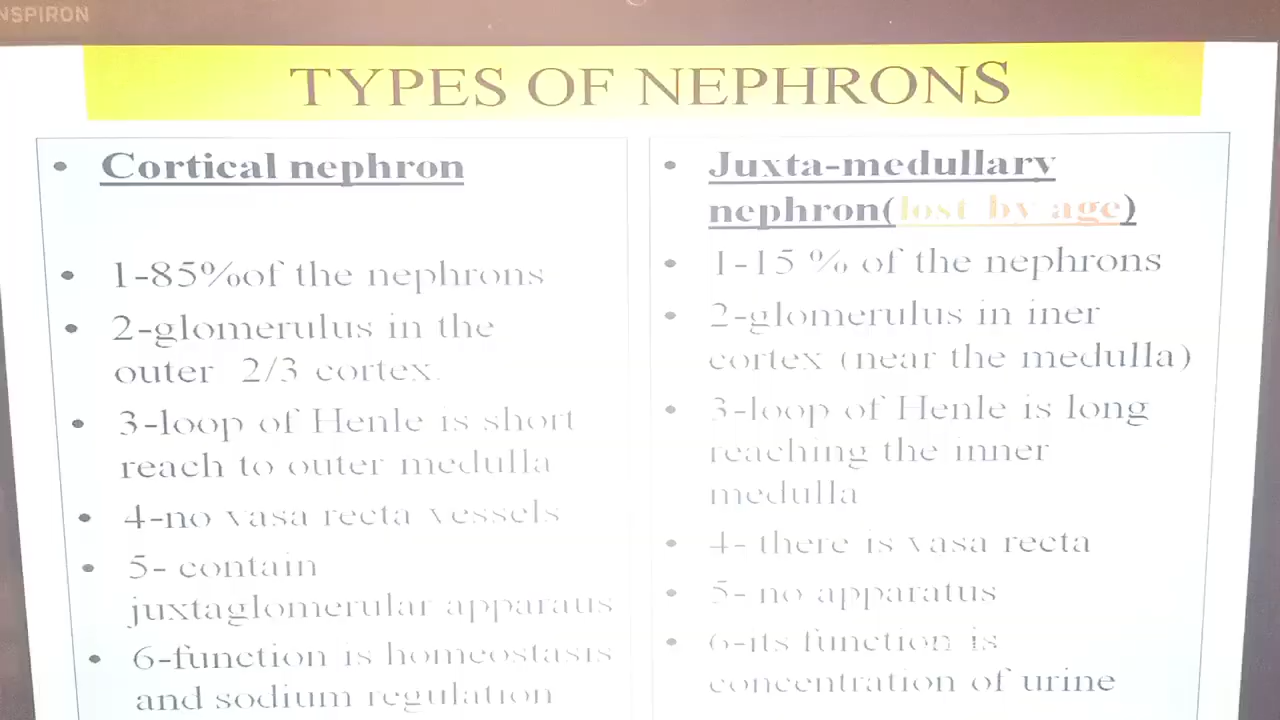 NSPIRON
TYPES OF NEPHRONS
• Cortical nephron
• 1-85%of the nephrons
• 2-glomerulus in the
outer 2/3 cortex.
• 3-loop of Henle is short
reach to outer medulla
• 4-no vasa recta vessels
• 5- contain
juxtaglomerular apparatus
• 6-function is homeostasis
and sodium regulation
• Juxta-medullary
nephron(lost by age)
• 1-15 % of the nephrons
• 2-glomerulus in iner
cortex (near the medulla)
• 3-loop of Henle is long
reaching the inner
medulla
• 4- there is vasa recta
• 5- no apparatus
• 6-its function is
concentration of urine